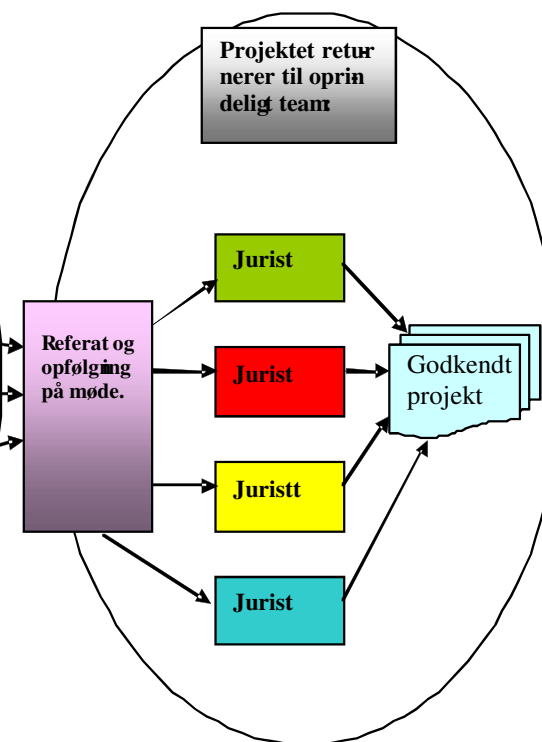 Projektet retur-
nerer til oprin-
deligt team:
Jurist
Referat og
opfølgning
på møde.
Jurist
Godkendt
projekt
Juristt
Jurist